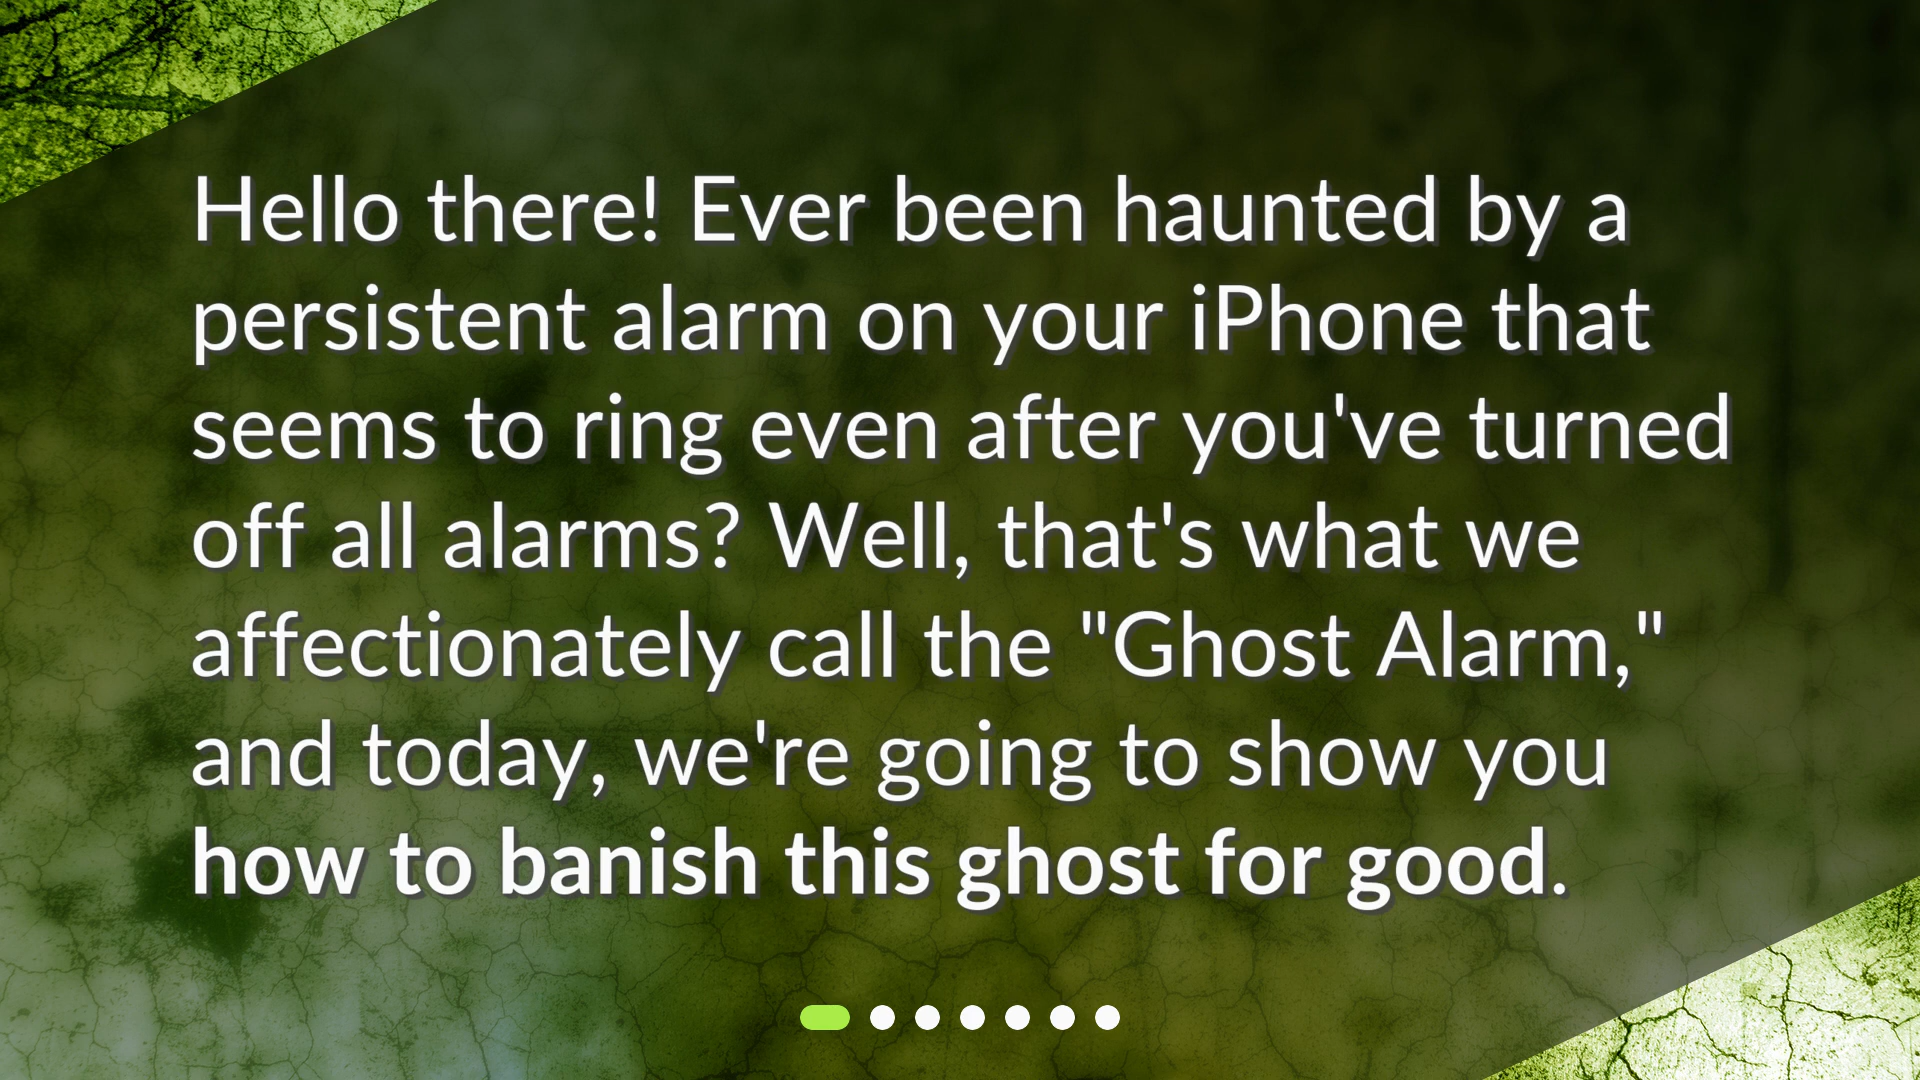 Hello there! Ever been haunted by a
persistent alarm on your iPhone that
seems to ring even after you've turned
off all alarms? Well, that's what we
affectionately call the "Ghost Alarm,"
and today, we're going to show you
how to banish this ghost for good.